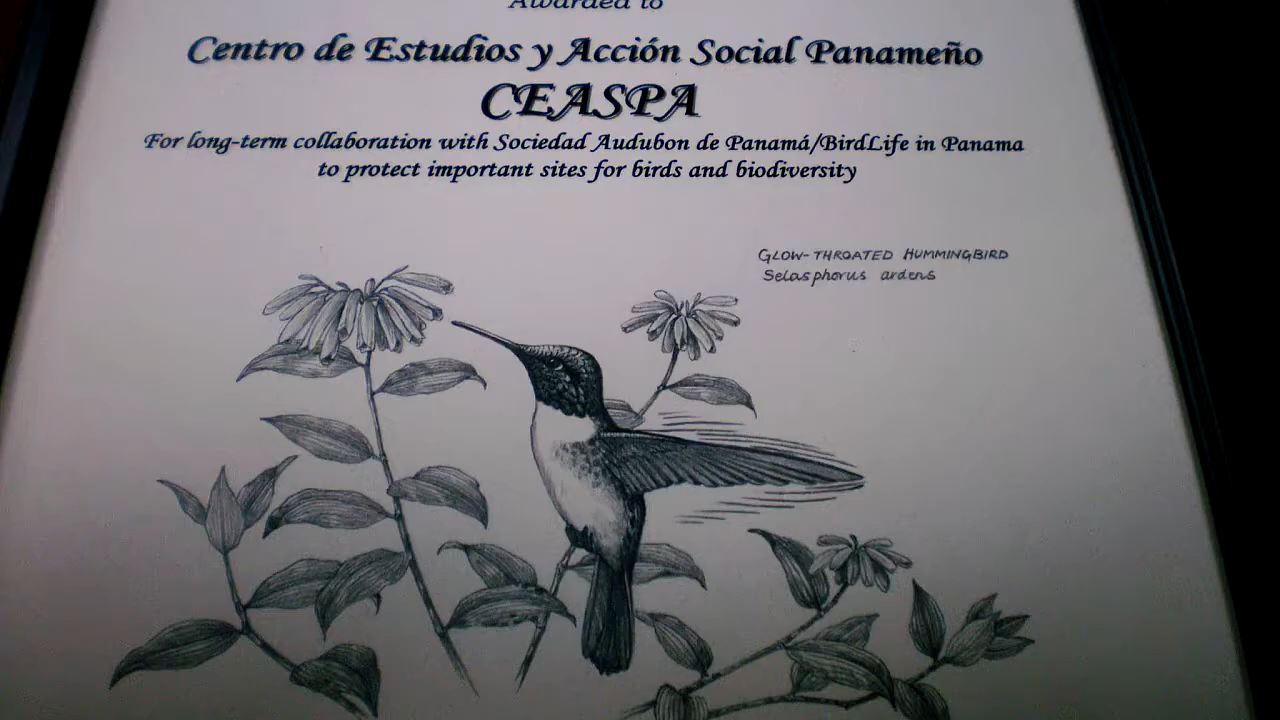 Awarded to
Centro de Estudios y Acción Social Panameño
CEASPA
For long-term collaboration with Sociedad Audubon de Panamá/BirdLife in Panama
to protect important sites for birds and biodiversity
GLOW-THROATED HUMMINGBIRD
Selasphorus ardens